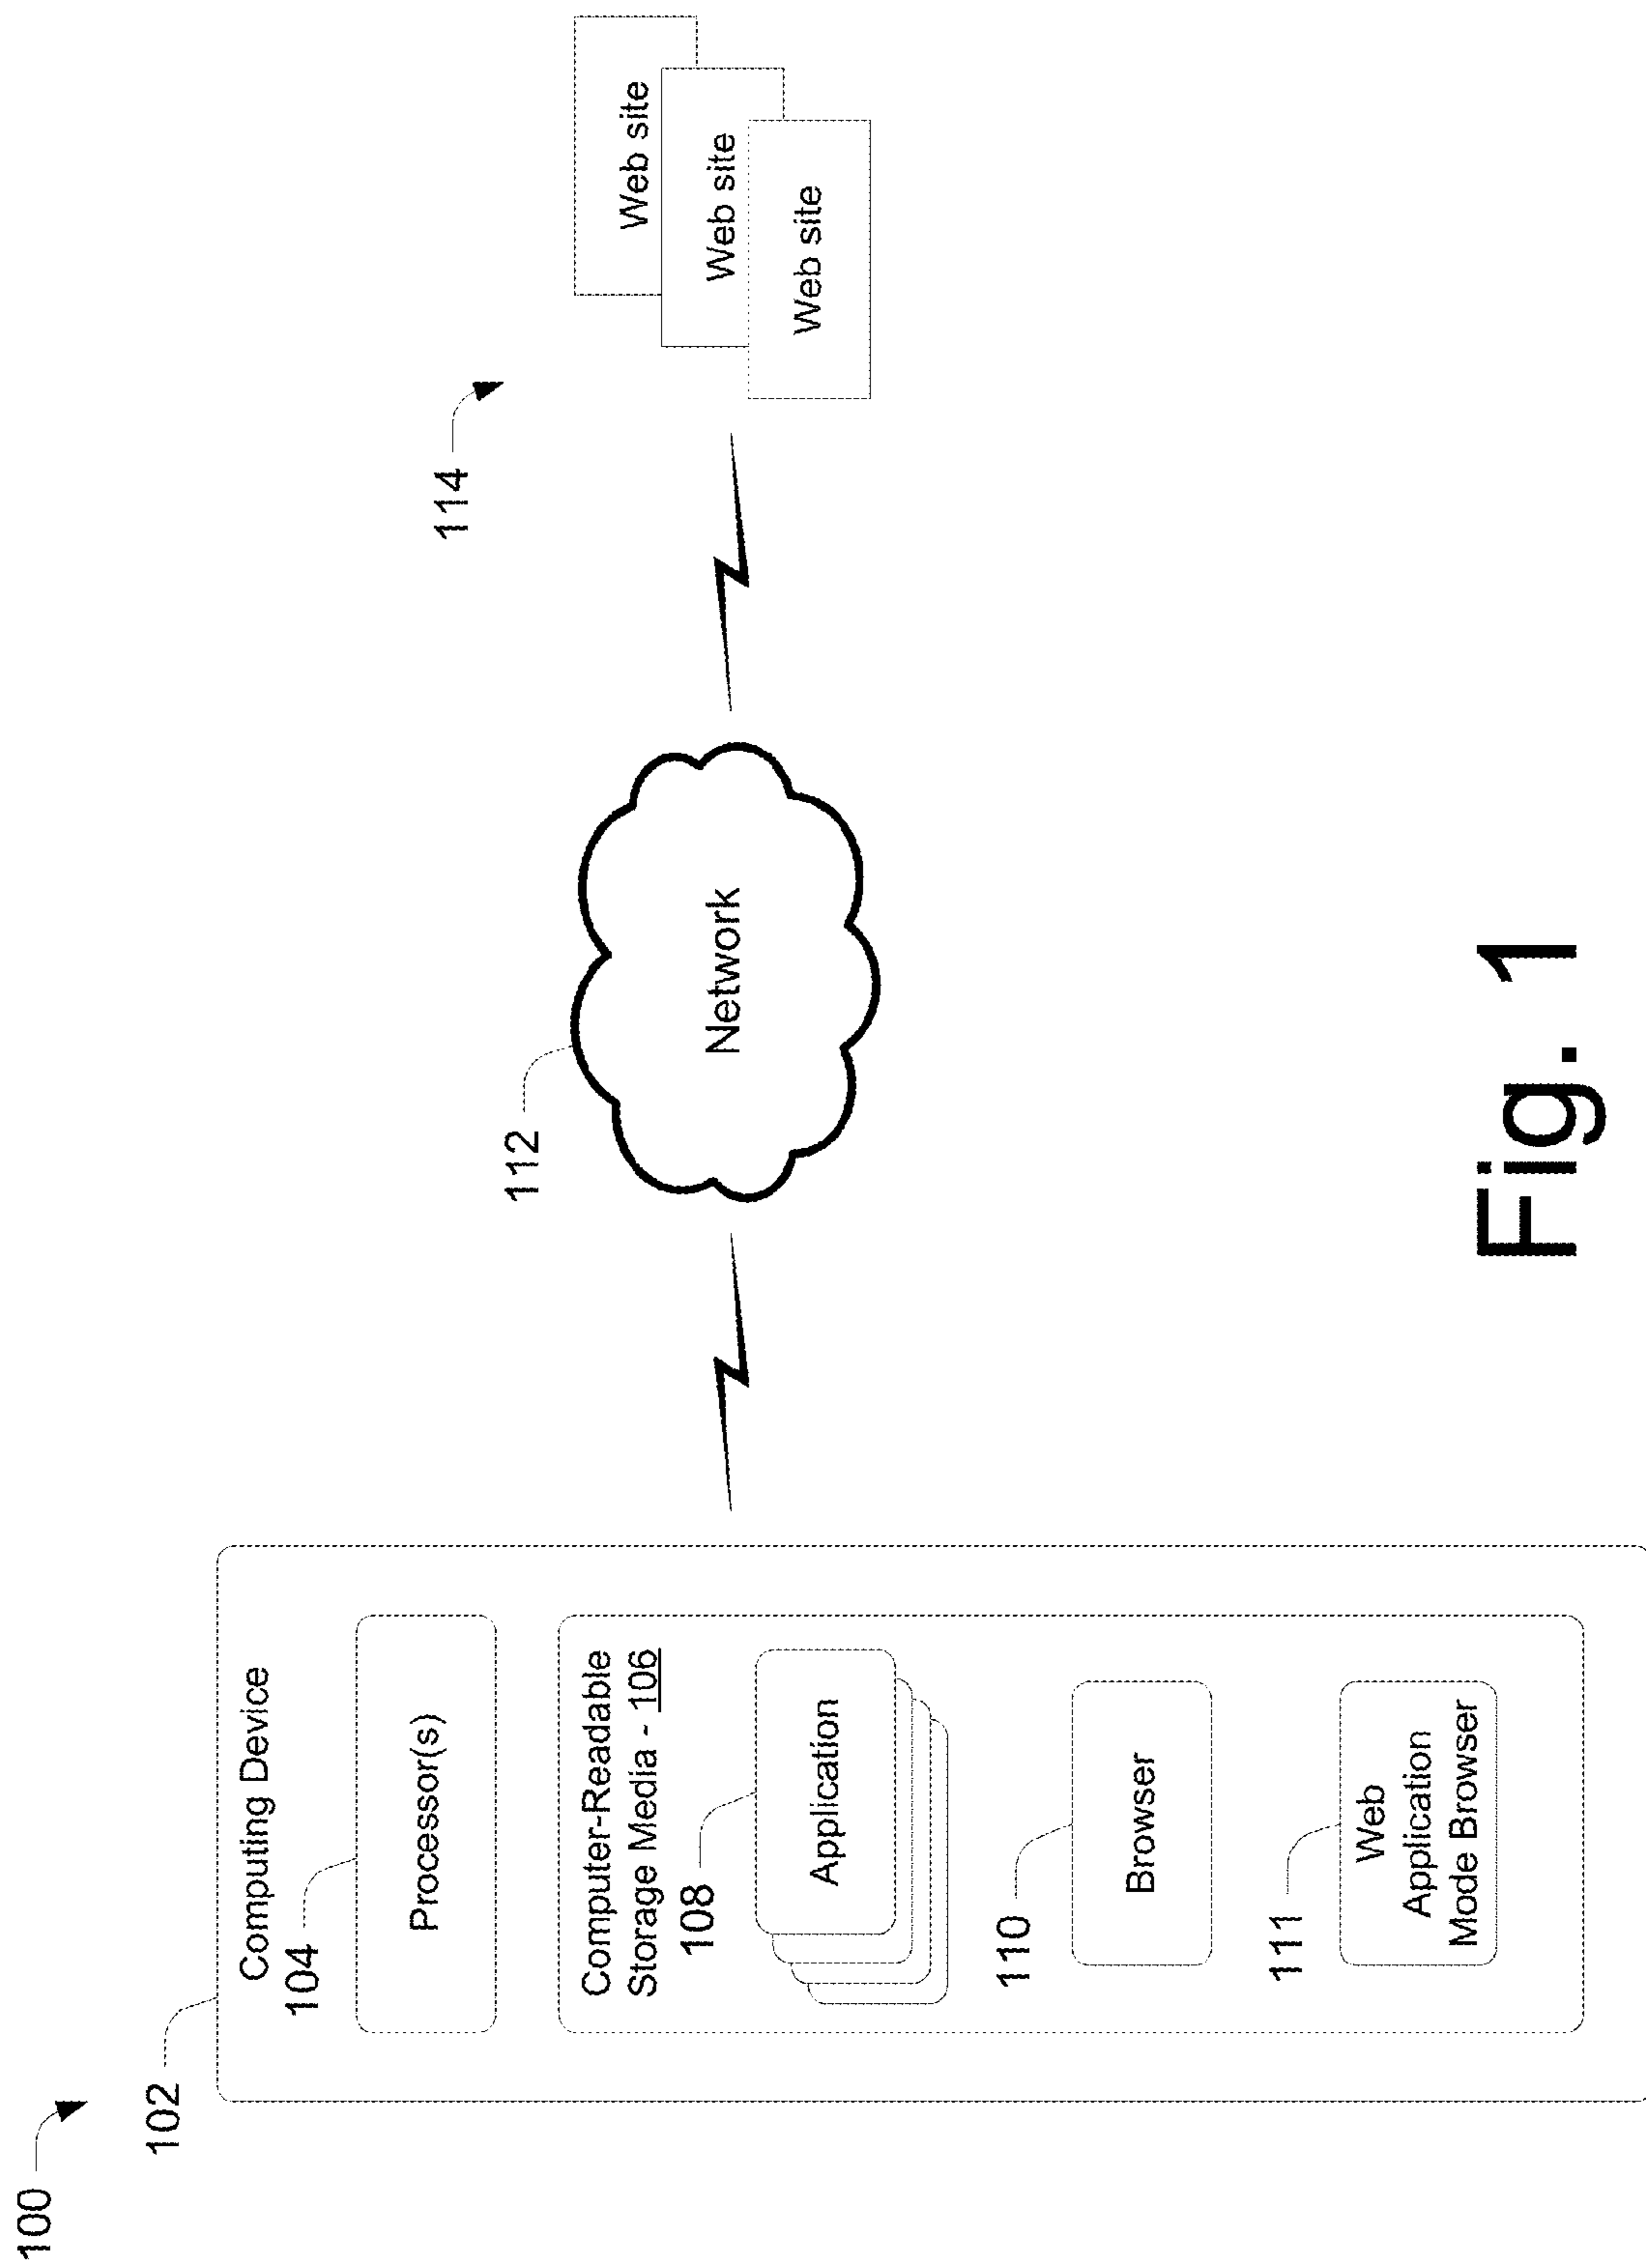 100
102
Computing Device
104
Processor(s)
Computer-Readable
Storage Media - 106
108
Application
110
Browser
111
Web
Application
Mode Browser
112
Network
114
Web site
Web site
Web site
Fig. 1